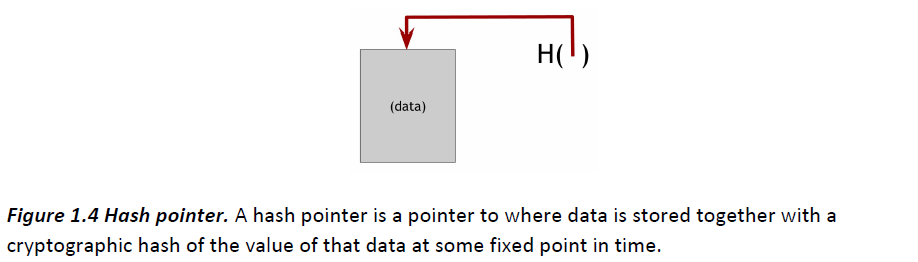 H( )
(data)
Figure 1.4 Hash pointer. A hash pointer is a pointer to where data is stored together with a
cryptographic hash of the value of that data at some fixed point in time.